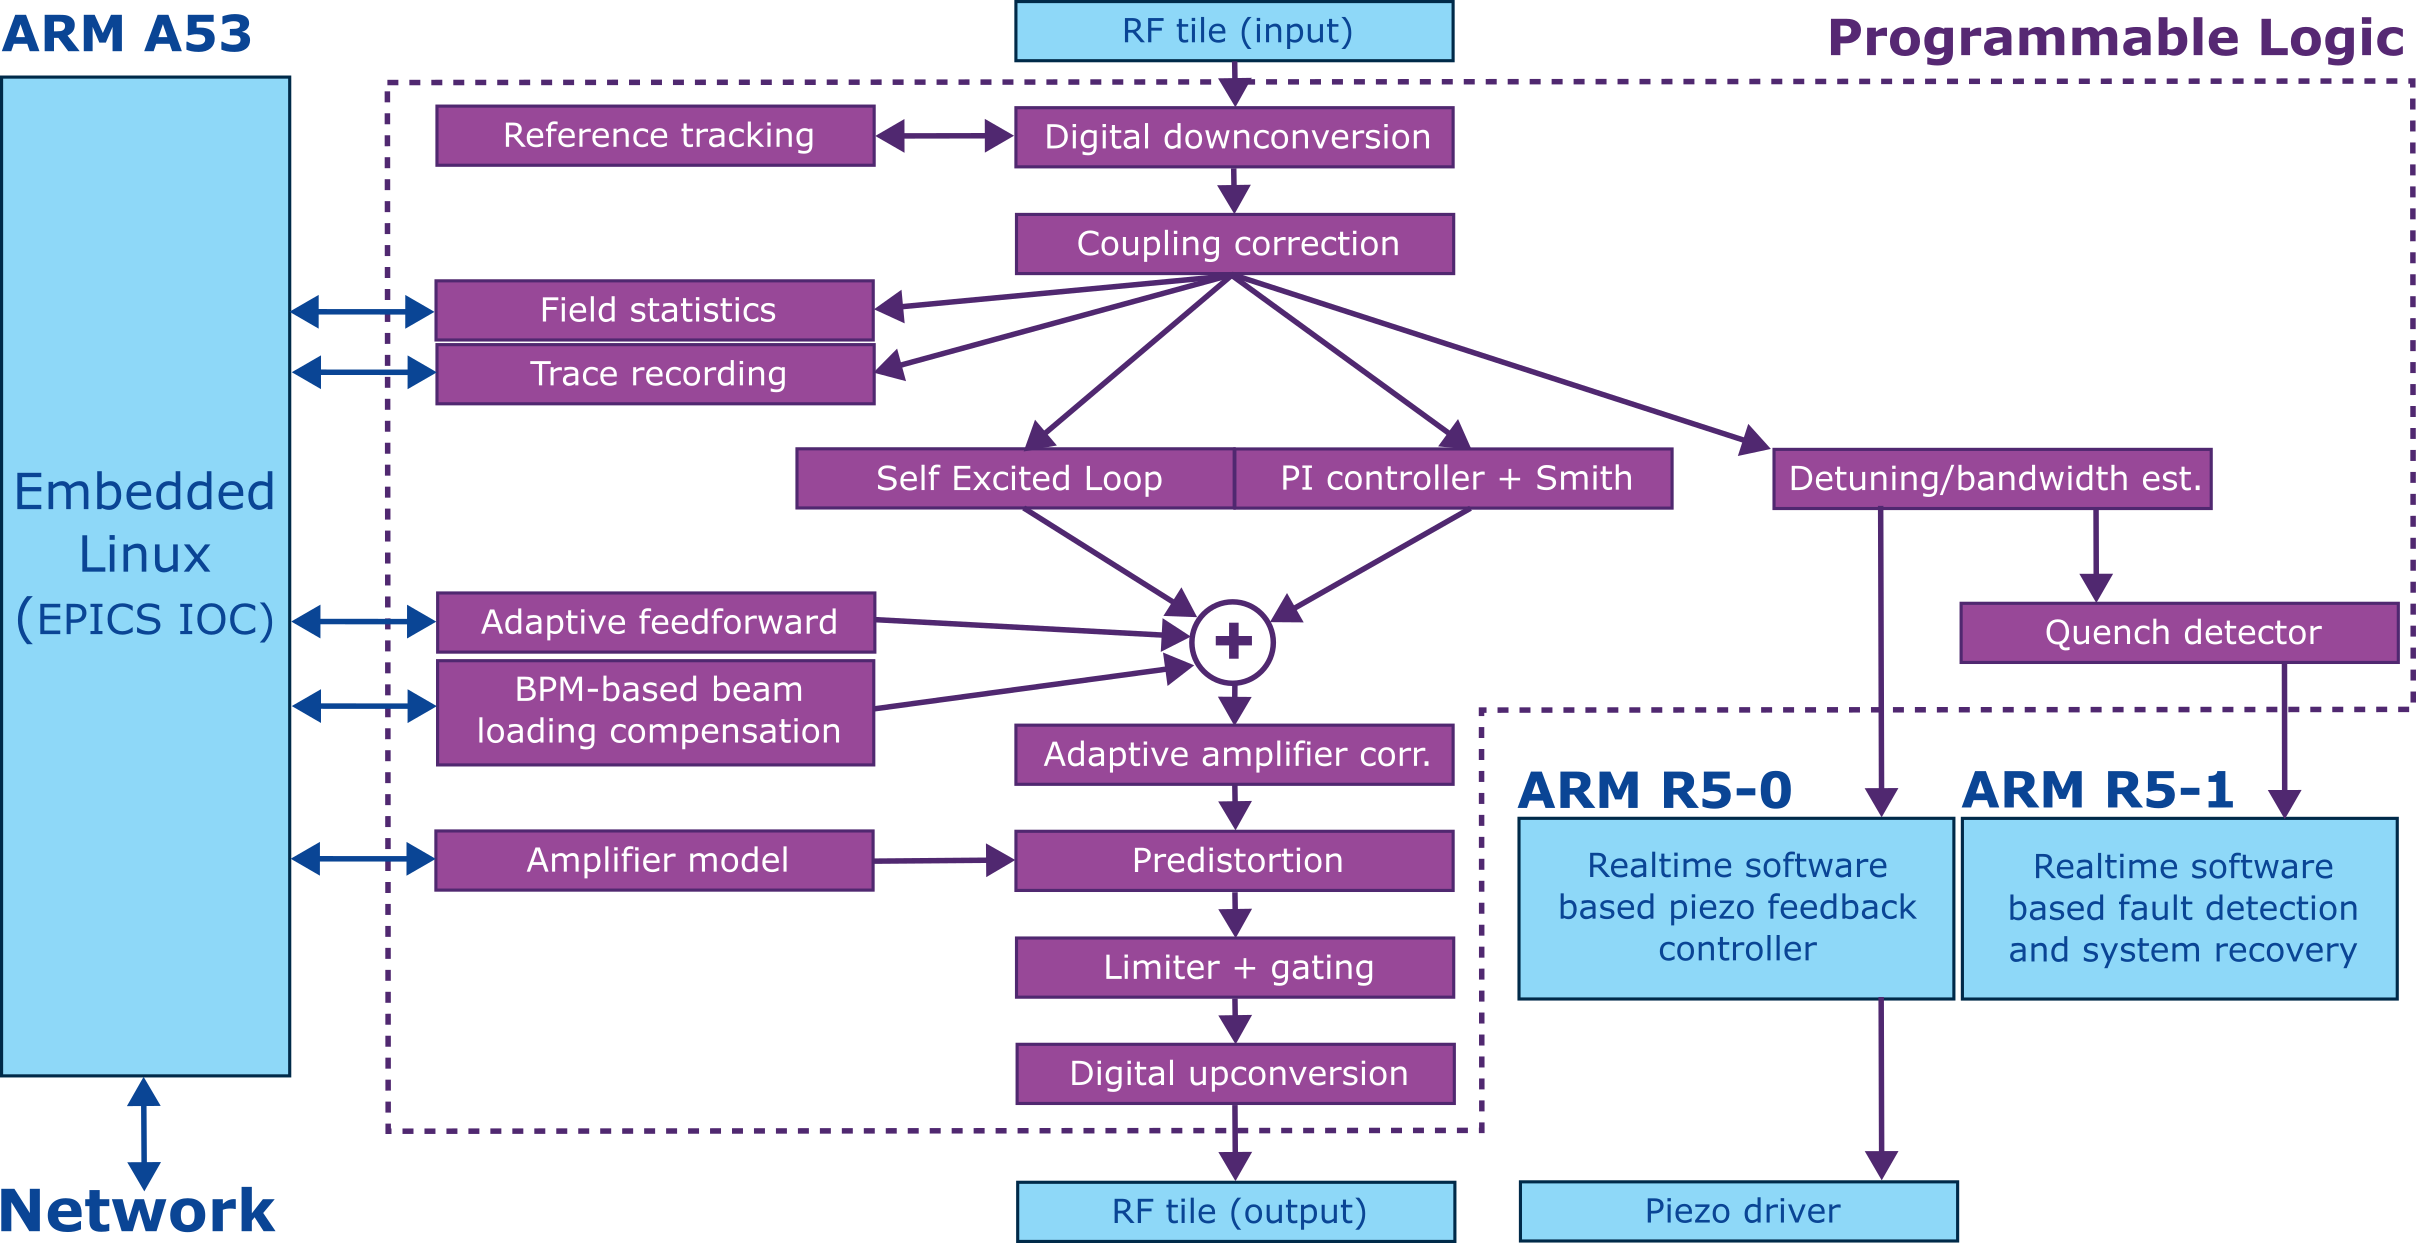 ARM A53
RF tile (input)
Programmable Logic
Reference tracking
Digital downconversion
Coupling correction
Field statistics
Trace recording
Self Excited Loop
PI controller + Smith
Detuning/bandwidth est.
Embedded
Linux
(EPICS IOC)
Adaptive feedforward
+
Quench detector
BPM-based beam
loading compensation
Adaptive amplifier corr.
ARM R5-0
ARM R5-1
Amplifier model
Predistortion
Realtime software
based piezo feedback
controller
Realtime software
based fault detection
and system recovery
Limiter + gating
Digital upconversion
Network
RF tile (output)
Piezo driver